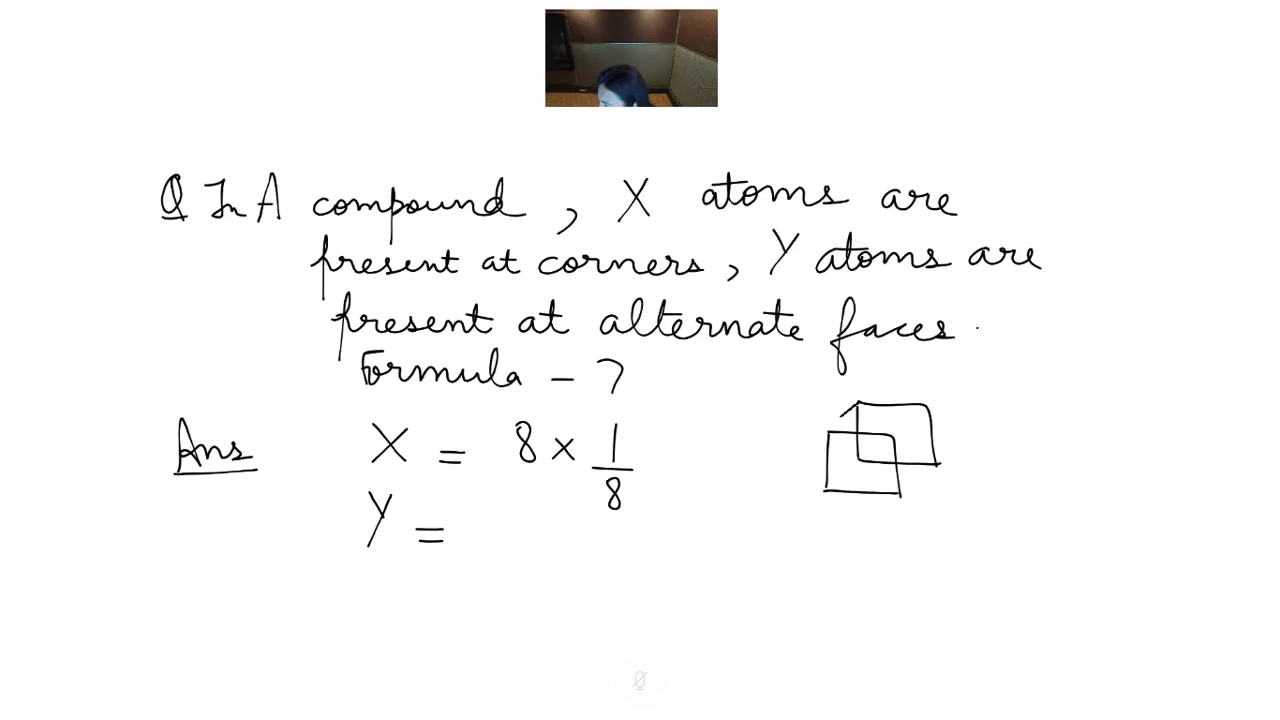 Q In A compound, X atoms are
present at corners, Y atoms are
present at alternate faces.
Formula - ?
Ans X = 8 × 1/8
Y =